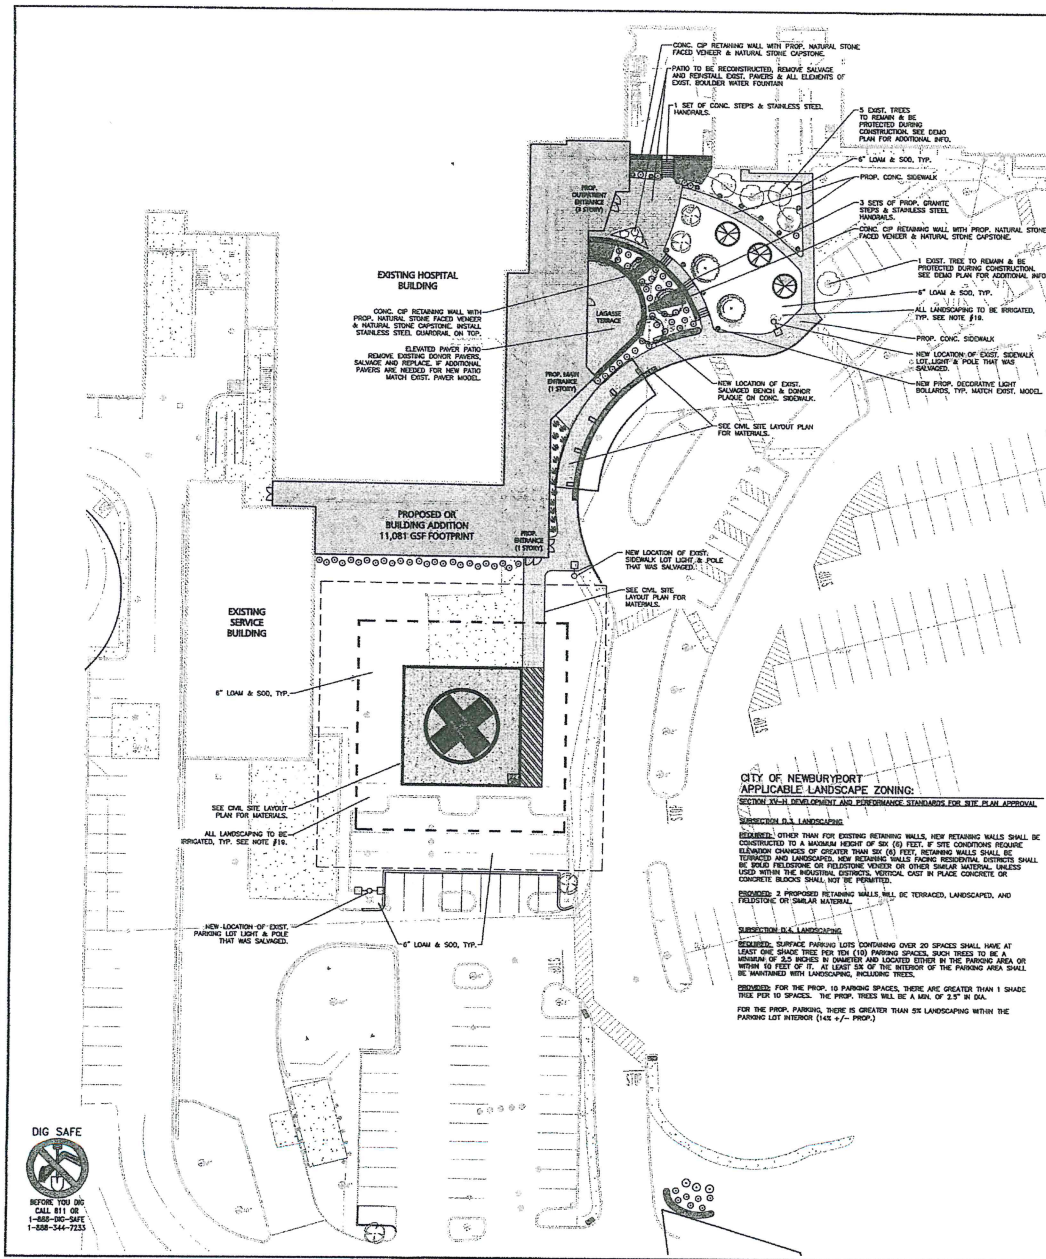 CONC. CIP RETAINING WALL WITH PROP. NATURAL STONE
FACED VENEER & NATURAL STONE CAPSTONE.
PATIO TO BE RECONSTRUCTED, REMOVE SALVAGE
AND REINSTALL EXIST. PAVERS & ALL ELEMENTS OF
EXIST. BOULDER WATER FOUNTAIN
1 SET OF CONC. STEPS & STAINLESS STEEL
HANDRAILS.
5 EXIST. TREES
TO REMAIN & BE
PROTECTED DURING
CONSTRUCTION. SEE DEMO
PLAN FOR ADDITIONAL INFO.
6" LOAM & SOD, TYP.
PROP. CONC. SIDEWALK
3 SETS OF PROP. GRANITE
STEPS & STAINLESS STEEL
HANDRAILS.
CONC. CIP RETAINING WALL WITH PROP. NATURAL STONE
FACED VENEER & NATURAL STONE CAPSTONE.
1 EXIST. TREE TO REMAIN & BE
PROTECTED DURING CONSTRUCTION.
SEE DEMO PLAN FOR ADDITIONAL INFO
6" LOAM & SOD, TYP.
ALL LANDSCAPING TO BE IRRIGATED,
TYP. SEE NOTE #19.
PROP. CONC. SIDEWALK
NEW LOCATION OF EXIST. SIDEWALK
LOT LIGHT & POLE THAT WAS
SALVAGED.
NEW PROP. DECORATIVE LIGHT
BOLLARDS, TYP. MATCH EXIST. MODEL.
PROP.
OUTPATIENT
ENTRANCE
(3 STORY)
EXISTING HOSPITAL
BUILDING
CONC. CIP RETAINING WALL WITH
PROP. NATURAL STONE FACED VENEER
& NATURAL STONE CAPSTONE. INSTALL
STAINLESS STEEL GUARDRAIL ON TOP.
LAGASSE
TERRACE
ELEVATED PAVER PATIO
REMOVE EXISTING DONOR PAVERS,
SALVAGE AND REPLACE. IF ADDITIONAL
PAVERS ARE NEEDED FOR NEW PATIO
MATCH EXIST. PAVER MODEL.
PROP. MAIN
ENTRANCE
(1 STORY)
NEW LOCATION OF EXIST.
SALVAGED BENCH & DONOR
PLAQUE ON CONC. SIDEWALK.
SEE CIVIL SITE LAYOUT PLAN
FOR MATERIALS.
PROPOSED OR
BUILDING ADDITION
11,081 GSF FOOTPRINT
PROP.
ENTRANCE
(1 STORY)
NEW LOCATION OF EXIST.
SIDEWALK LOT LIGHT & POLE
THAT WAS SALVAGED.
SEE CIVIL SITE
LAYOUT PLAN FOR
MATERIALS.
EXISTING
SERVICE
BUILDING
6" LOAM & SOD, TYP.
SEE CIVIL SITE LAYOUT
PLAN FOR MATERIALS.
ALL LANDSCAPING TO BE
IRRIGATED, TYP. SEE NOTE #19.
NEW LOCATION OF EXIST.
PARKING LOT LIGHT & POLE
THAT WAS SALVAGED.
6" LOAM & SOD, TYP.
STOP
STOP
STOP
STOP
CITY OF NEWBURYPORT
APPLICABLE LANDSCAPE ZONING:
SECTION XV-H DEVELOPMENT AND PERFORMANCE STANDARDS FOR SITE PLAN APPROVAL
SUBSECTION D.3. LANDSCAPING
REQUIRED: OTHER THAN FOR EXISTING RETAINING WALLS, NEW RETAINING WALLS SHALL BE
CONSTRUCTED TO A MAXIMUM HEIGHT OF SIX (6) FEET. IF SITE CONDITIONS REQUIRE
ELEVATION CHANGES OF GREATER THAN SIX (6) FEET, RETAINING WALLS SHALL BE
TERRACED AND LANDSCAPED. NEW RETAINING WALLS FACING RESIDENTIAL DISTRICTS SHALL
BE SOLID FIELDSTONE OR FIELDSTONE VENEER OR OTHER SIMILAR MATERIAL. UNLESS
USED WITHIN THE INDUSTRIAL DISTRICTS, VERTICAL CAST IN PLACE CONCRETE OR
CONCRETE BLOCKS SHALL NOT BE PERMITTED.
PROVIDED: 2 PROPOSED RETAINING WALLS WILL BE TERRACED, LANDSCAPED, AND
FIELDSTONE OR SIMILAR MATERIAL.
SUBSECTION D.4. LANDSCAPING
REQUIRED: SURFACE PARKING LOTS CONTAINING OVER 20 SPACES SHALL HAVE AT
LEAST ONE SHADE TREE PER TEN (10) PARKING SPACES, SUCH TREES TO BE A
MINIMUM OF 2.5 INCHES IN DIAMETER AND LOCATED EITHER IN THE PARKING AREA OR
WITHIN 10 FEET OF IT. AT LEAST 5% OF THE INTERIOR OF THE PARKING AREA SHALL
BE MAINTAINED WITH LANDSCAPING, INCLUDING TREES.
PROVIDED: FOR THE PROP. 10 PARKING SPACES, THERE ARE GREATER THAN 1 SHADE
TREE PER 10 SPACES. THE PROP. TREES WILL BE A MIN. OF 2.5" IN DIA.
FOR THE PROP. PARKING, THERE IS GREATER THAN 5% LANDSCAPING WITHIN THE
PARKING LOT INTERIOR (14% +/- PROP.)
DIG SAFE
BEFORE YOU DIG
CALL 811 OR
1-888-DIG-SAFE
1-888-344-7233